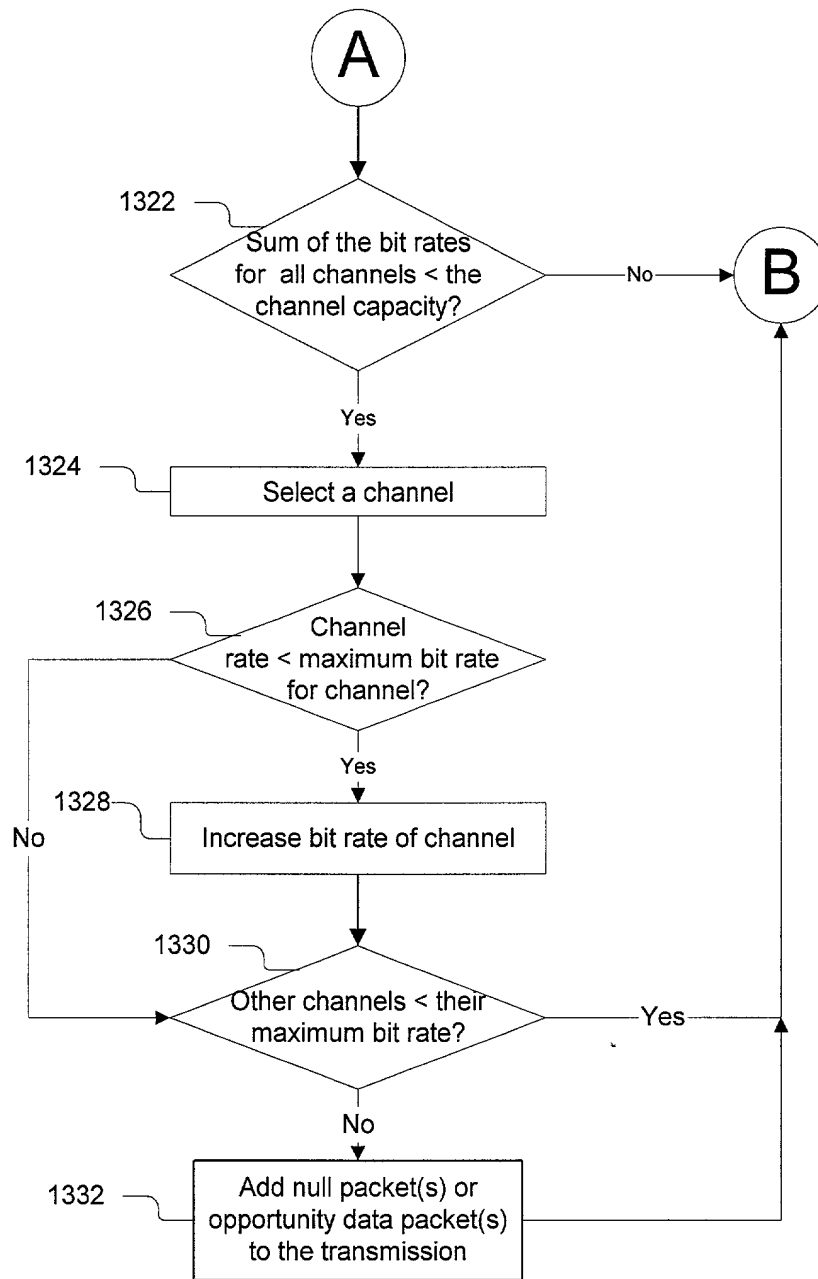 A
1322
Sum of the bit rates
for all channels < the
channel capacity?
No
B
Yes
1324
Select a channel
1326
Channel
rate < maximum bit rate
for channel?
Yes
1328
Increase bit rate of channel
No
1330
Other channels < their
maximum bit rate?
Yes
No
1332
Add null packet(s) or
opportunity data packet(s)
to the transmission